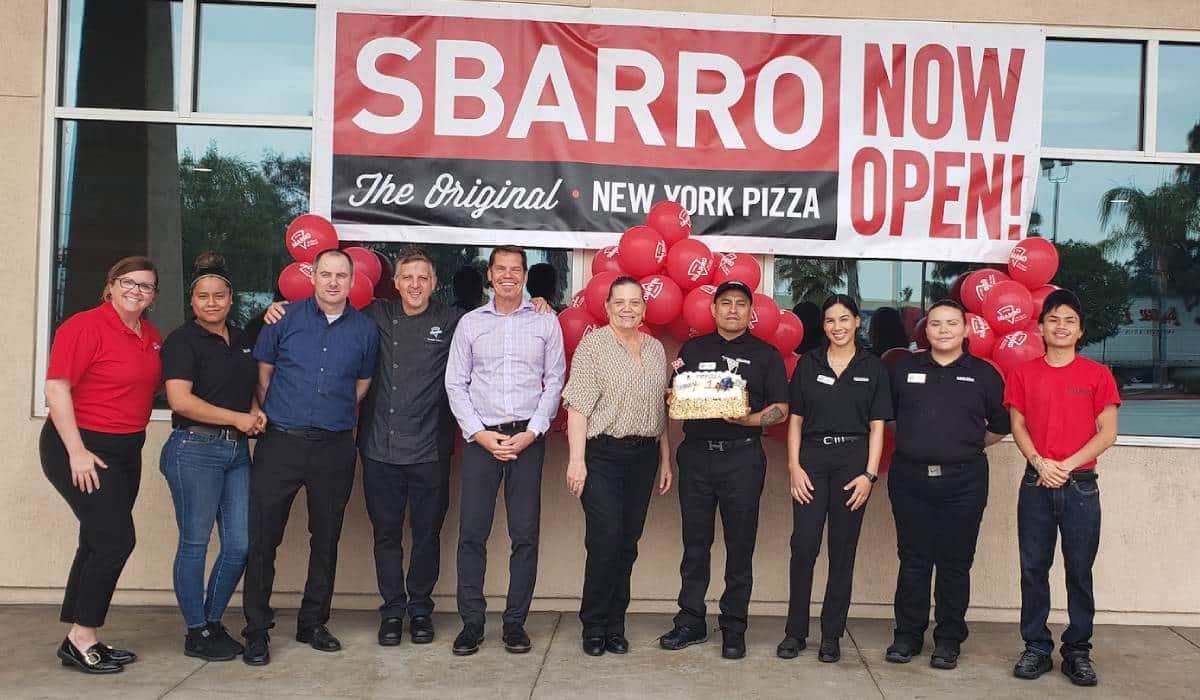 SBARRO
The Original • NEW YORK PIZZA
NOW
OPEN!